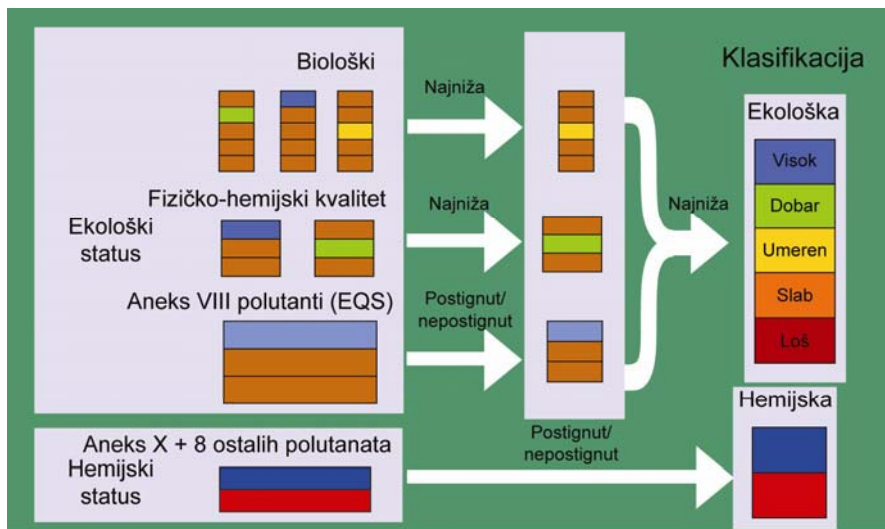 Biološki
Najniža
Klasifikacija
Ekološka
Visok
Dobar
Umeren
Slab
Loš
Fizičko-hemijski kvalitet
Najniža
Najniža
Ekološki
status
Aneks VIII polutanti (EQS)
Postignut/
nepostignut
Aneks X + 8 ostalih polutanata
Hemijski
status
Postignut/
nepostignut
Hemijska